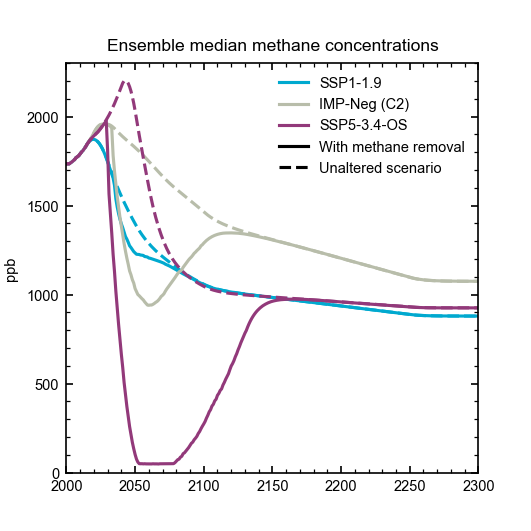 Ensemble median methane concentrations
SSP1-1.9
IMP-Neg (C2)
SSP5-3.4-OS
With methane removal
Unaltered scenario
ppb
2000
1500
1000
500
0
2000 2050 2100 2150 2200 2250 2300